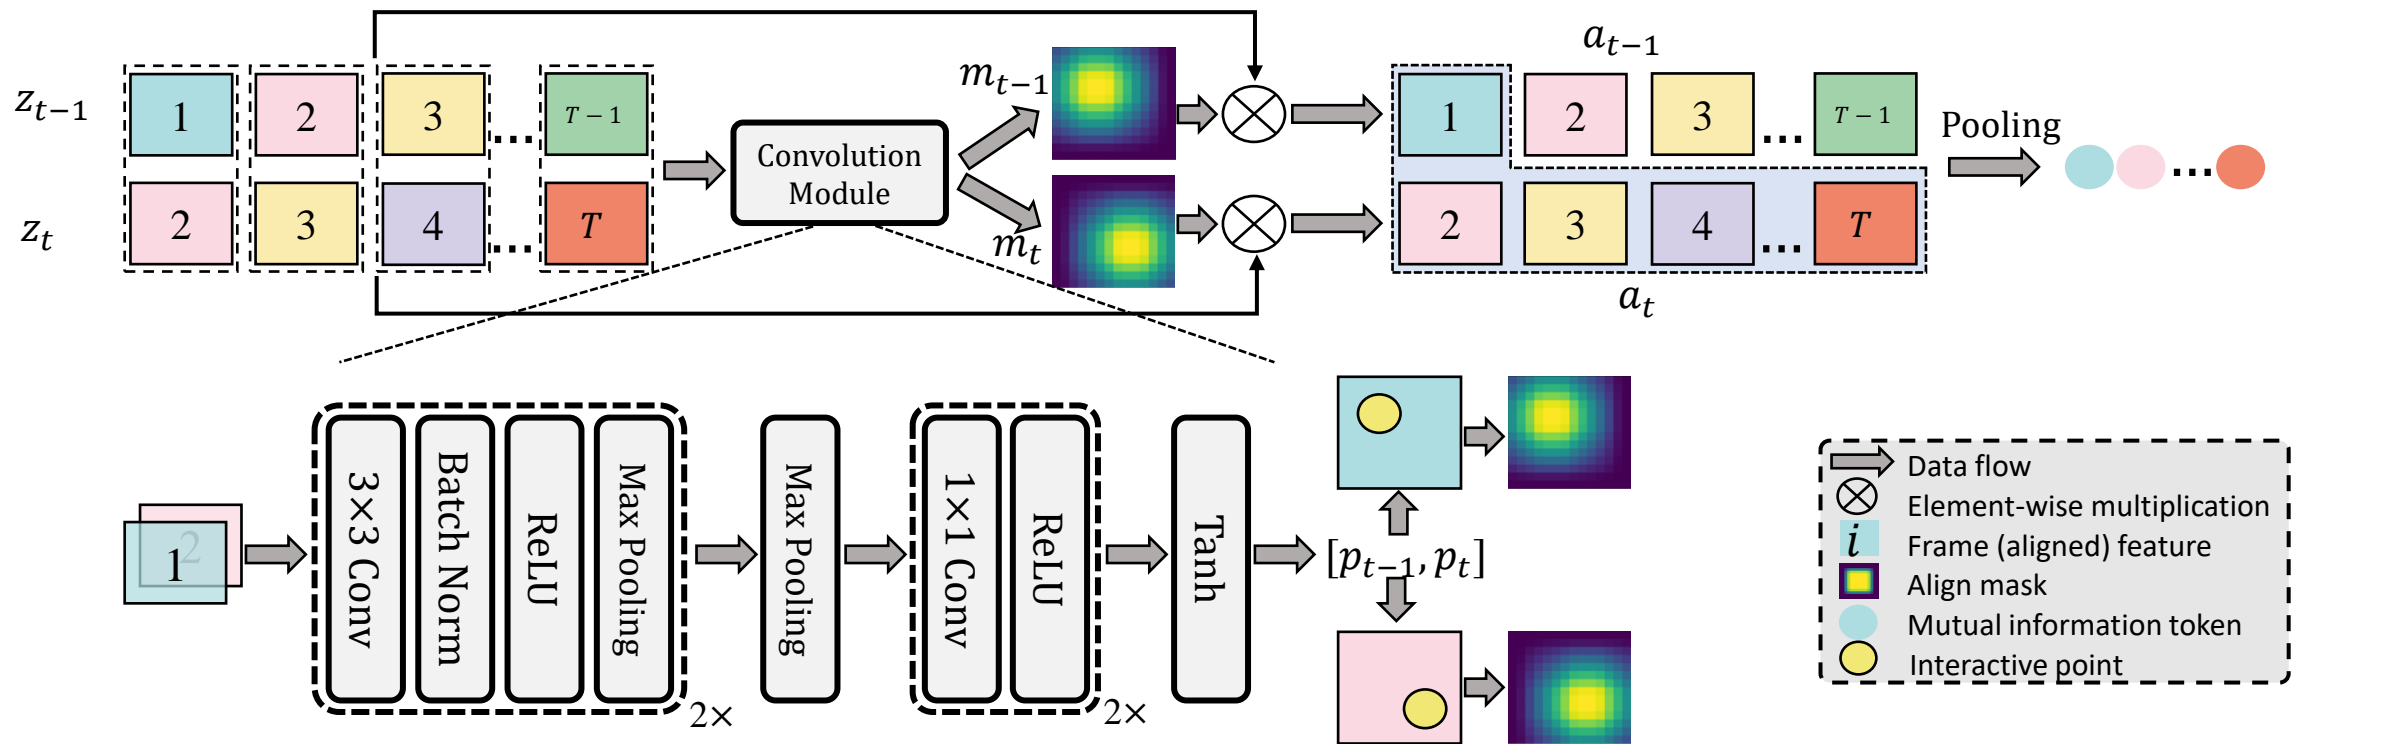 z_{t−1}
1
2
3
...
T − 1
z_t
2
3
4
...
T
Convolution
Module
m_{t−1}
m_t
a_{t−1}
1
2
3
...
T − 1
2
3
4
...
T
a_t
Pooling
...
1
2
3×3 Conv
Batch Norm
ReLU
Max Pooling
2×
Max Pooling
1×1 Conv
ReLU
2×
Tanh
[p_{t−1}, p_t]
Data flow
Element-wise multiplication
i
Frame (aligned) feature
Align mask
Mutual information token
Interactive point